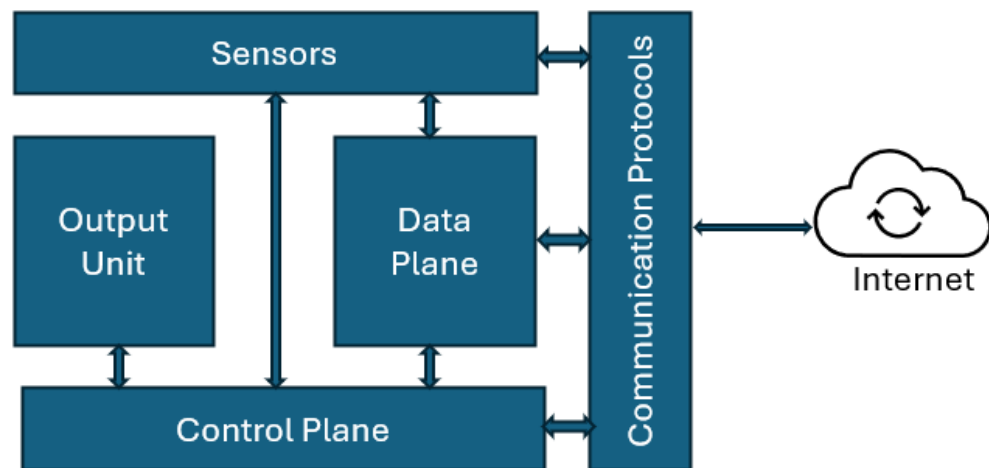 Sensors
Output
Unit
Data
Plane
Control Plane
Communication Protocols
Internet